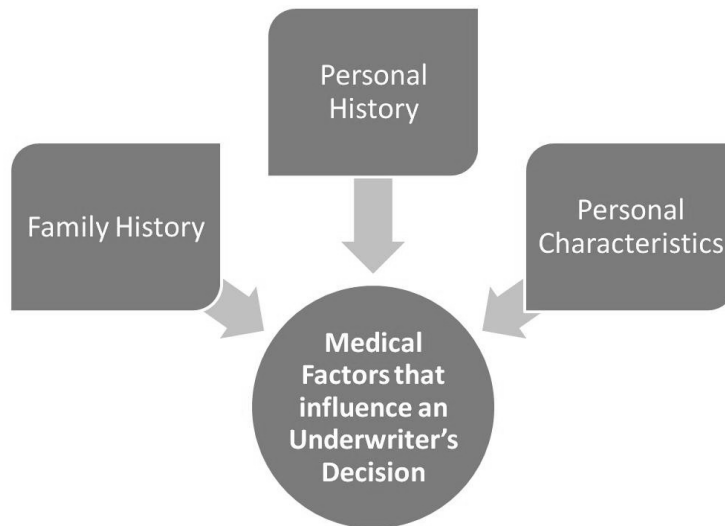 Personal
History
Family History
Personal
Characteristics
Medical
Factors that
influence an
Underwriter’s
Decision